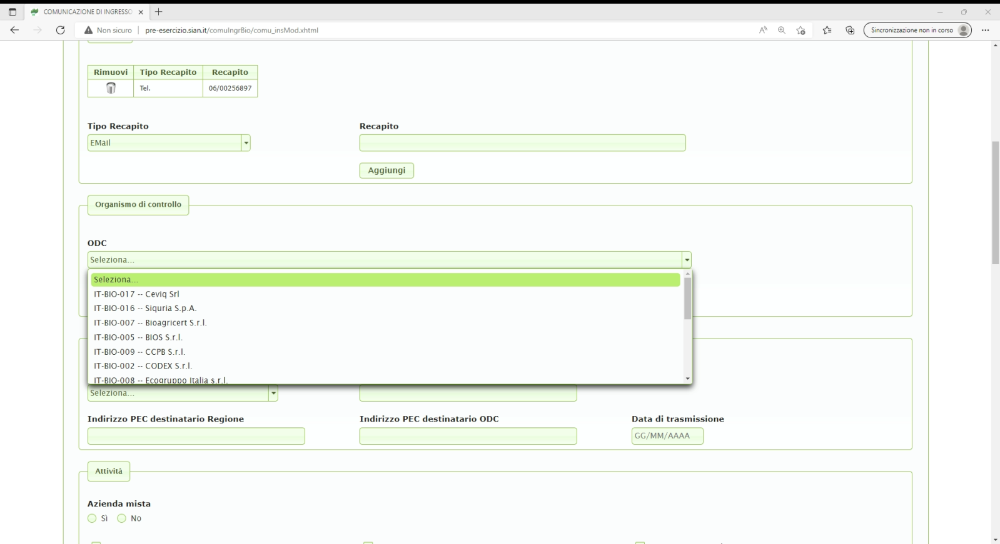 COMUNICAZIONE DI INGRESSO
Non sicuro pre-esercizio.sian.it/comuIngrBio/comu_insMod.xhtml
Sincronizzazione non in corso
Rimuovi Tipo Recapito Recapito
Tel. 06/00256897
Tipo Recapito Recapito
EMail
Aggiungi
Organismo di controllo
ODC
Seleziona...
Seleziona...
IT-BIO-017 -- Ceviq Srl
IT-BIO-016 -- Siquria S.p.A.
IT-BIO-007 -- Bioagricert S.r.l.
IT-BIO-005 -- BIOS S.r.l.
IT-BIO-009 -- CCPB S.r.l.
IT-BIO-002 -- CODEX S.r.l.
IT-BIO-008 -- Ecogruppo Italia s.r.l.
Seleziona...
Indirizzo PEC destinatario Regione Indirizzo PEC destinatario ODC Data di trasmissione
GG/MM/AAAA
Attività
Azienda mista
Sì No